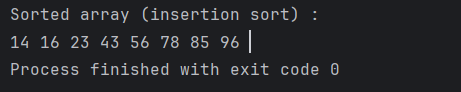 Sorted array (insertion sort) :
14 16 23 43 56 78 85 96
Process finished with exit code 0